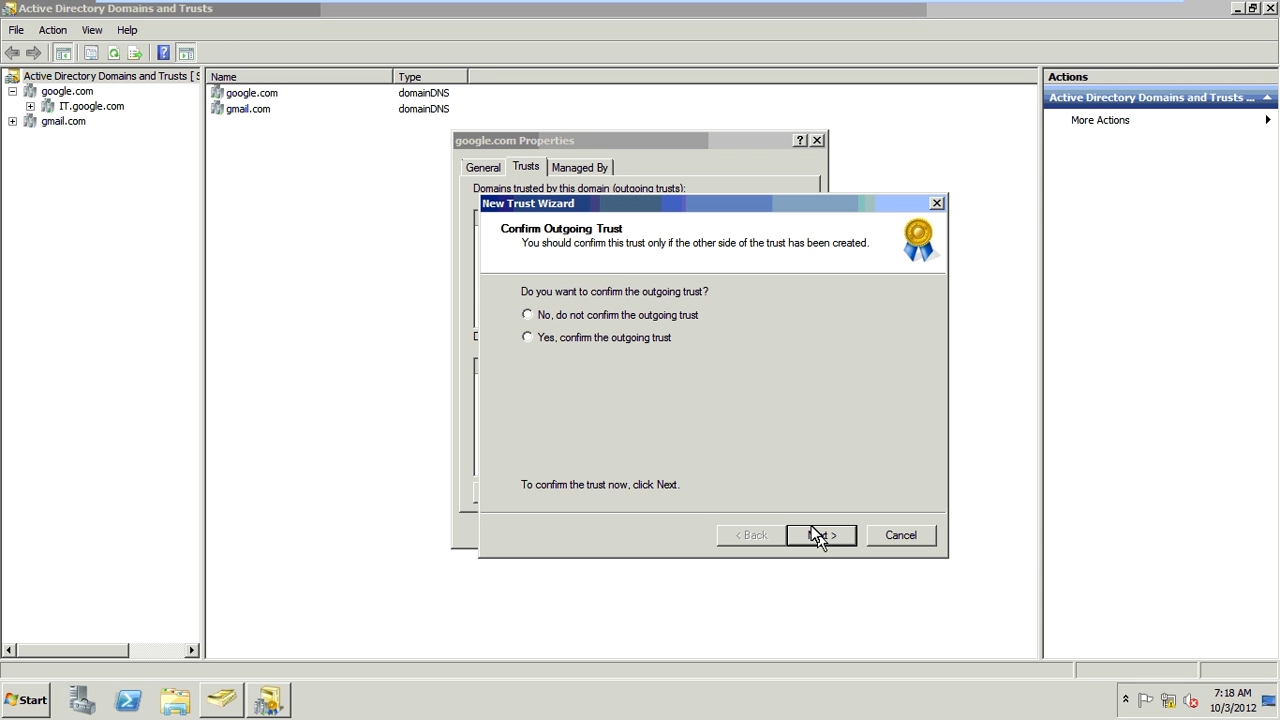 Active Directory Domains and Trusts
File Action View Help
Active Directory Domains and Trusts [
google.com
IT.google.com
gmail.com
Name Type
google.com domainDNS
gmail.com domainDNS
Actions
Active Directory Domains and Trusts ...
More Actions
google.com Properties
General Trusts Managed By
Domains trusted by this domain (outgoing trusts):
New Trust Wizard
Confirm Outgoing Trust
You should confirm this trust only if the other side of the trust has been created.
Do you want to confirm the outgoing trust?
No, do not confirm the outgoing trust
Yes, confirm the outgoing trust
To confirm the trust now, click Next.
< Back Next > Cancel
Start
7:18 AM
10/3/2012